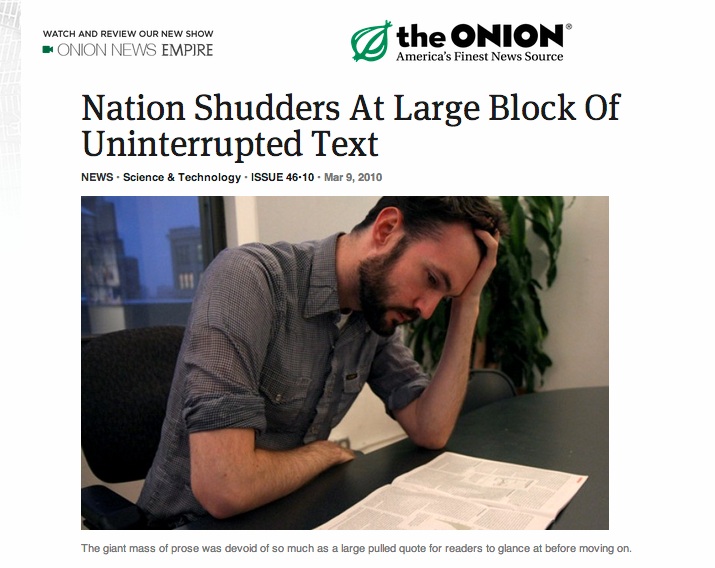 WATCH AND REVIEW OUR NEW SHOW
ONION NEWS EMPIRE
the ONION®
America's Finest News Source
Nation Shudders At Large Block Of
Uninterrupted Text
NEWS • Science & Technology • ISSUE 46•10 • Mar 9, 2010
The giant mass of prose was devoid of so much as a large pulled quote for readers to glance at before moving on.